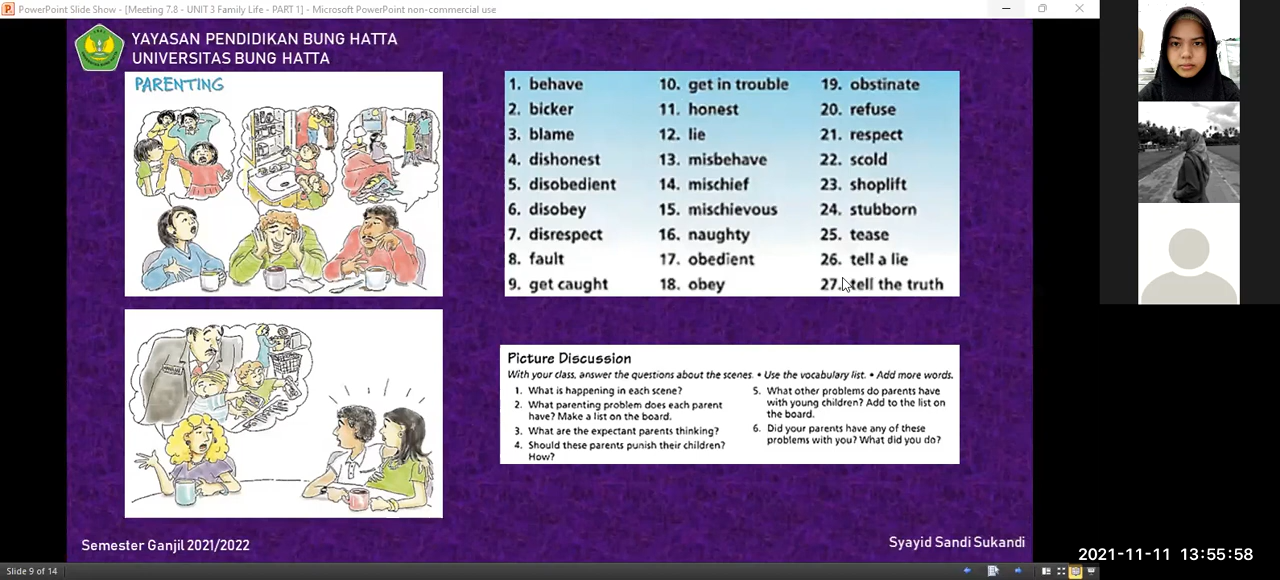 PowerPoint Slide Show - [Meeting 7.8 - UNIT 3 Family Life - PART 1] - Microsoft PowerPoint non-commercial use
YAYASAN PENDIDIKAN BUNG HATTA
UNIVERSITAS BUNG HATTA
PARENTING
1. behave
2. bicker
3. blame
4. dishonest
5. disobedient
6. disobey
7. disrespect
8. fault
9. get caught
10. get in trouble
11. honest
12. lie
13. misbehave
14. mischief
15. mischievous
16. naughty
17. obedient
18. obey
19. obstinate
20. refuse
21. respect
22. scold
23. shoplift
24. stubborn
25. tease
26. tell a lie
27. tell the truth
Picture Discussion
With your class, answer the questions about the scenes. • Use the vocabulary list. • Add more words.
1. What is happening in each scene?
2. What parenting problem does each parent
have? Make a list on the board.
3. What are the expectant parents thinking?
4. Should these parents punish their children?
How?
5. What other problems do parents have
with young children? Add to the list on
the board.
6. Did your parents have any of these
problems with you? What did you do?
Semester Ganjil 2021/2022
Syayid Sandi Sukandi
2021-11-11 13:55:58
Slide 9 of 14